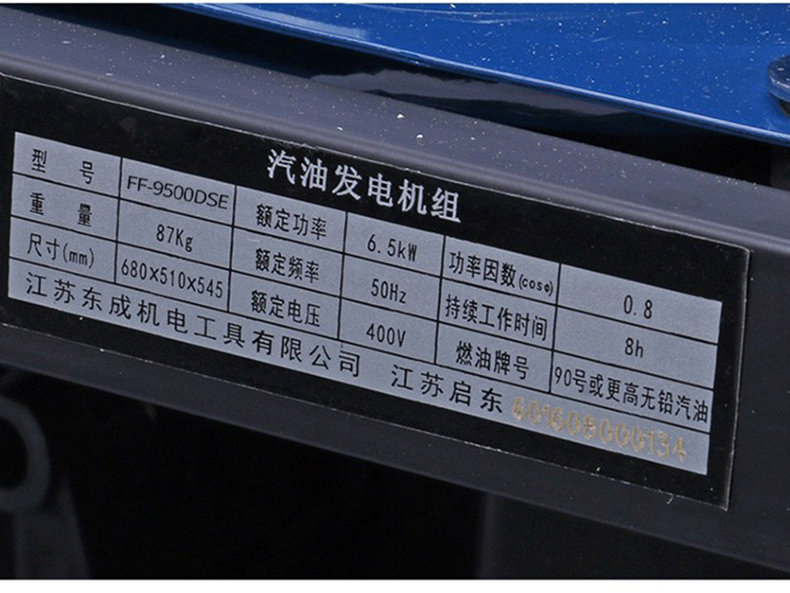 汽油发电机组
型号 FF-9500DSE 额定功率 6.5kW 功率因数(cosφ) 0.8
重量 87Kg 额定频率 50Hz 持续工作时间 8h
尺寸(mm) 680×510×545 额定电压 400V 燃油牌号 90号或更高无铅汽油
江苏东成机电工具有限公司 江苏启东 601608000134